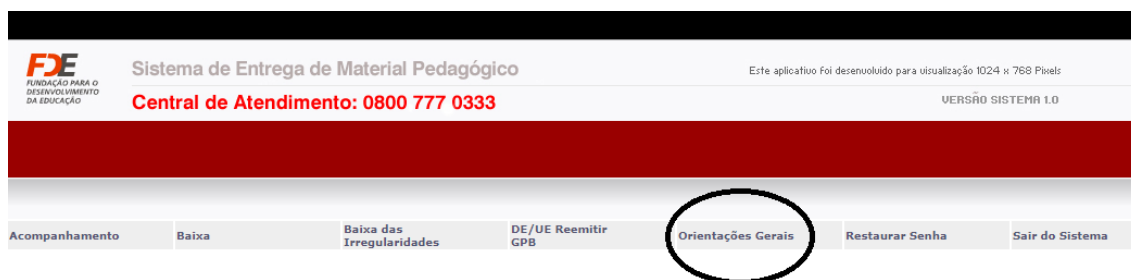 FDE
FUNDAÇÃO PARA O
DESENVOLVIMENTO
DA EDUCAÇÃO
Sistema de Entrega de Material Pedagógico
Este aplicativo foi desenvolvido para visualização 1024 x 768 Pixels
Central de Atendimento: 0800 777 0333
VERSÃO SISTEMA 1.0
Acompanhamento
Baixa
Baixa das
Irregularidades
DE/UE Reemitir
GPB
Orientações Gerais
Restaurar Senha
Sair do Sistema